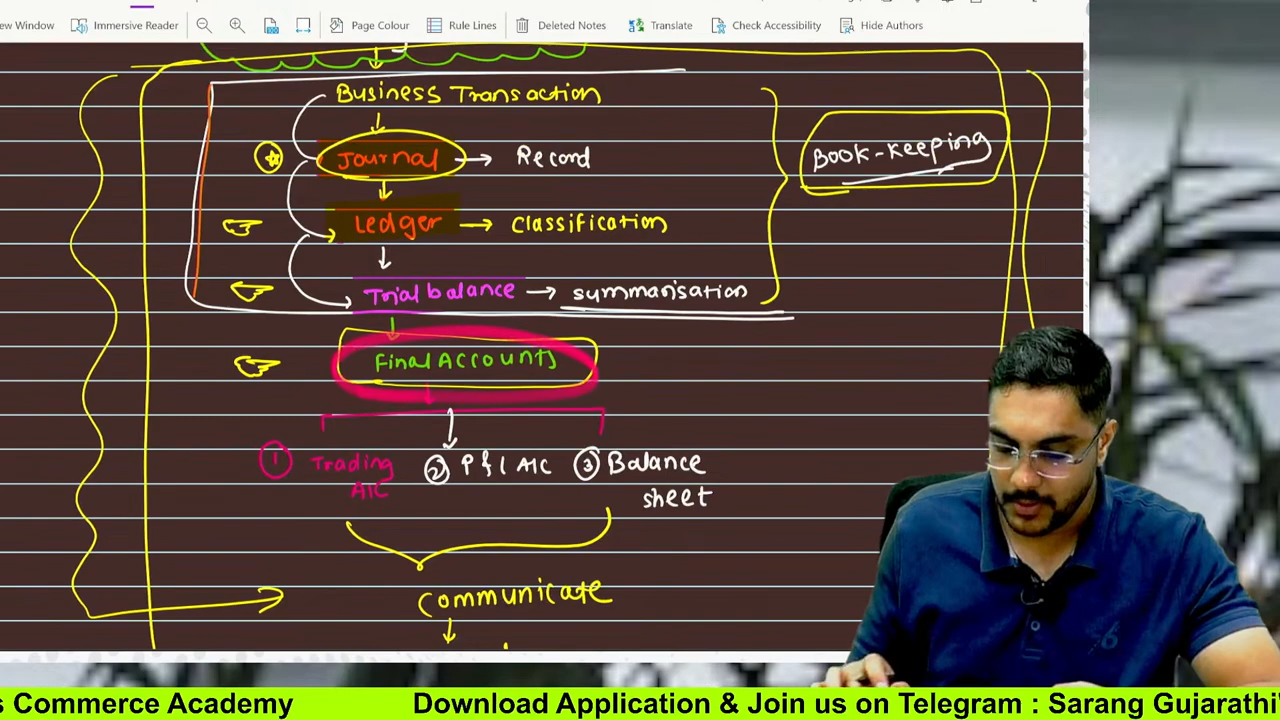 ew Window Immersive Reader Page Colour Rule Lines Deleted Notes Translate Check Accessibility Hide Authors
Business Transaction
Journal → Record
Book-keeping
Ledger → Classification
Trial balance → summarisation
Final Accounts
① Trading A/C
② P & L A/C
③ Balance sheet
Communicate
s Commerce Academy Download Application & Join us on Telegram : Sarang Gujarathi'